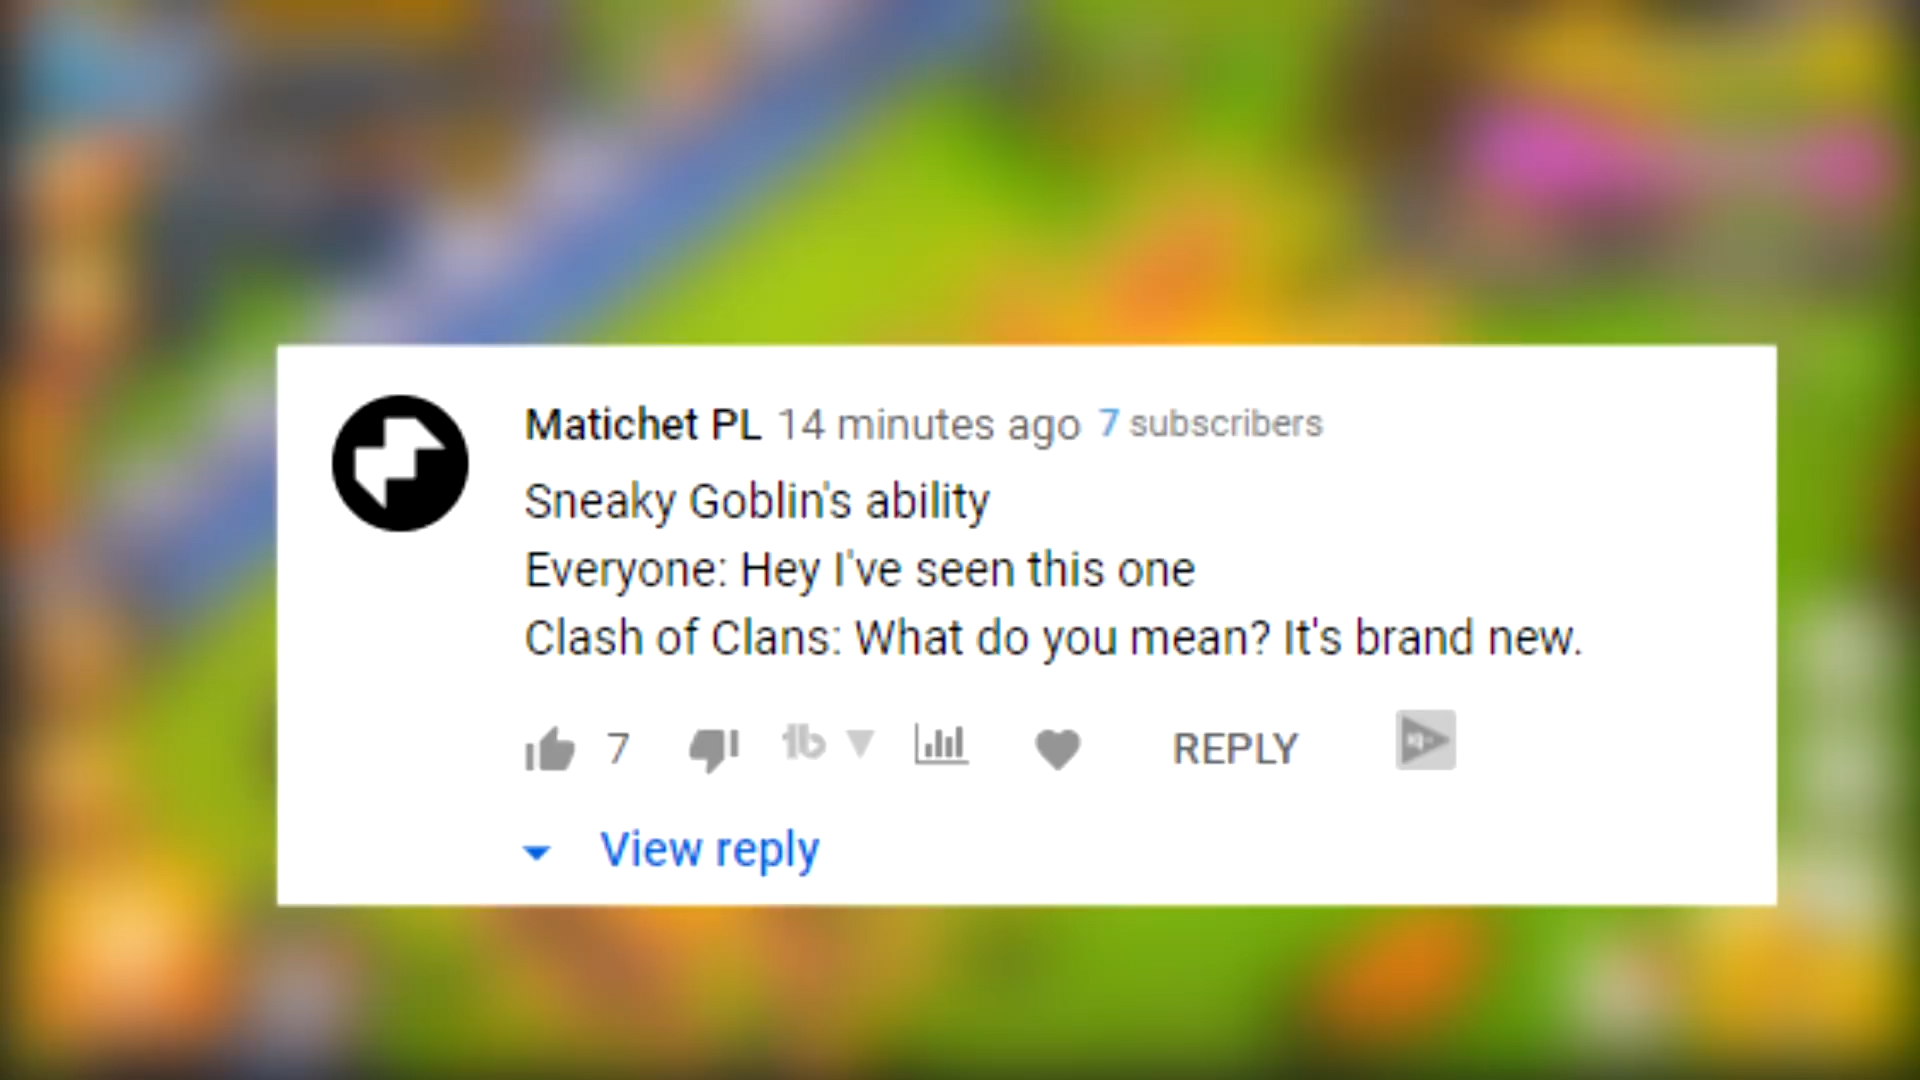 Matichet PL 14 minutes ago 7 subscribers
Sneaky Goblin's ability
Everyone: Hey I've seen this one
Clash of Clans: What do you mean? It's brand new.
7 REPLY
View reply